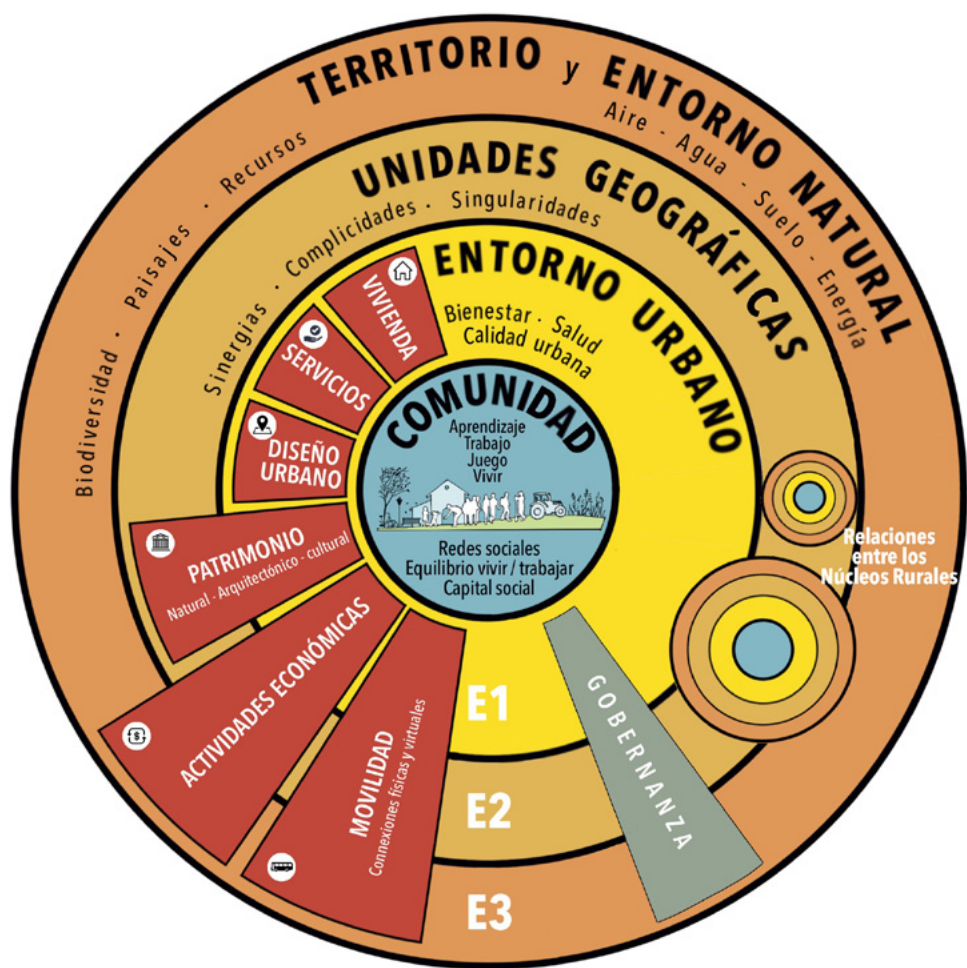 TERRITORIO y ENTORNO NATURAL
Aire - Agua - Suelo - Energía
Biodiversidad · Paisajes · Recursos
UNIDADES GEOGRÁFICAS
Sinergias · Complicidades · Singularidades
ENTORNO URBANO
Bienestar · Salud
Calidad urbana
VIVIENDA
SERVICIOS
DISEÑO
URBANO
PATRIMONIO
Natural - Arquitectónico - cultural
ACTIVIDADES ECONÓMICAS
$
MOVILIDAD
Connexiones físicas y virtuales
COMUNIDAD
Aprendizaje
Trabajo
Juego
Vivir
Redes sociales
Equilibrio vivir / trabajar
Capital social
Relaciones
entre los
Núcleos Rurales
GOBERNANZA
E1
E2
E3